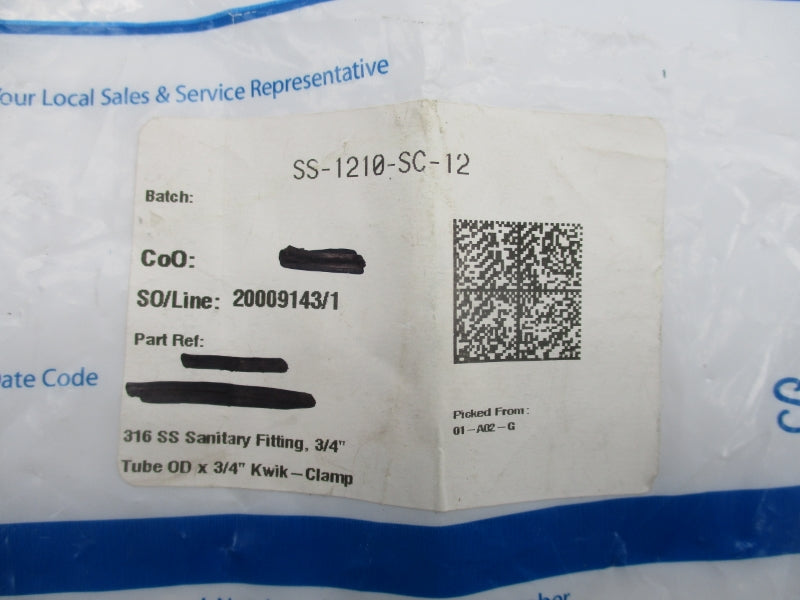 our Local Sales & Service Representative
SS-1210-SC-12
Batch:
CoO:
SO/Line: 20009143/1
Part Ref:
ate Code
Picked From:
01-A02-G
316 SS Sanitary Fitting, 3/4"
Tube OD x 3/4" Kwik-Clamp